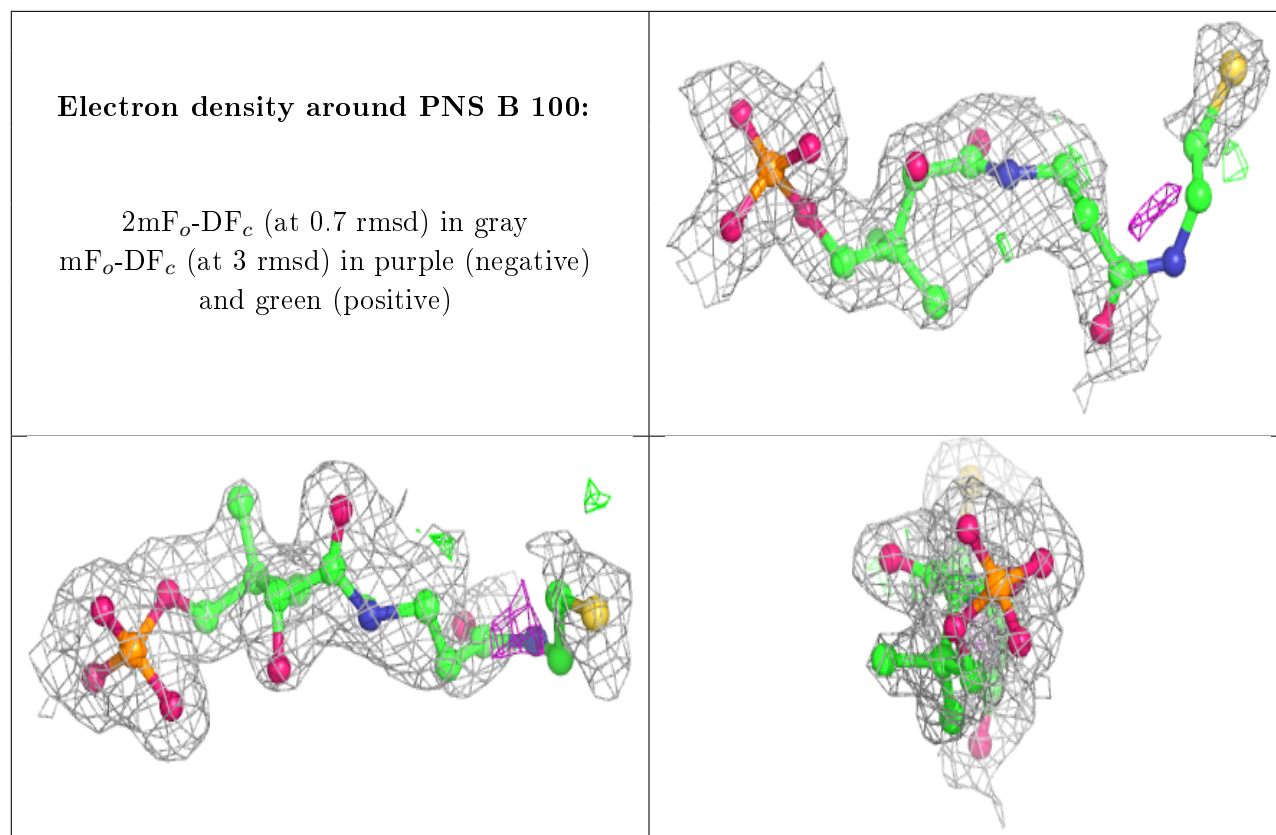 Electron density around PNS B 100:
2mFₒ-DF𝒸 (at 0.7 rmsd) in gray
mFₒ-DF𝒸 (at 3 rmsd) in purple (negative)
and green (positive)